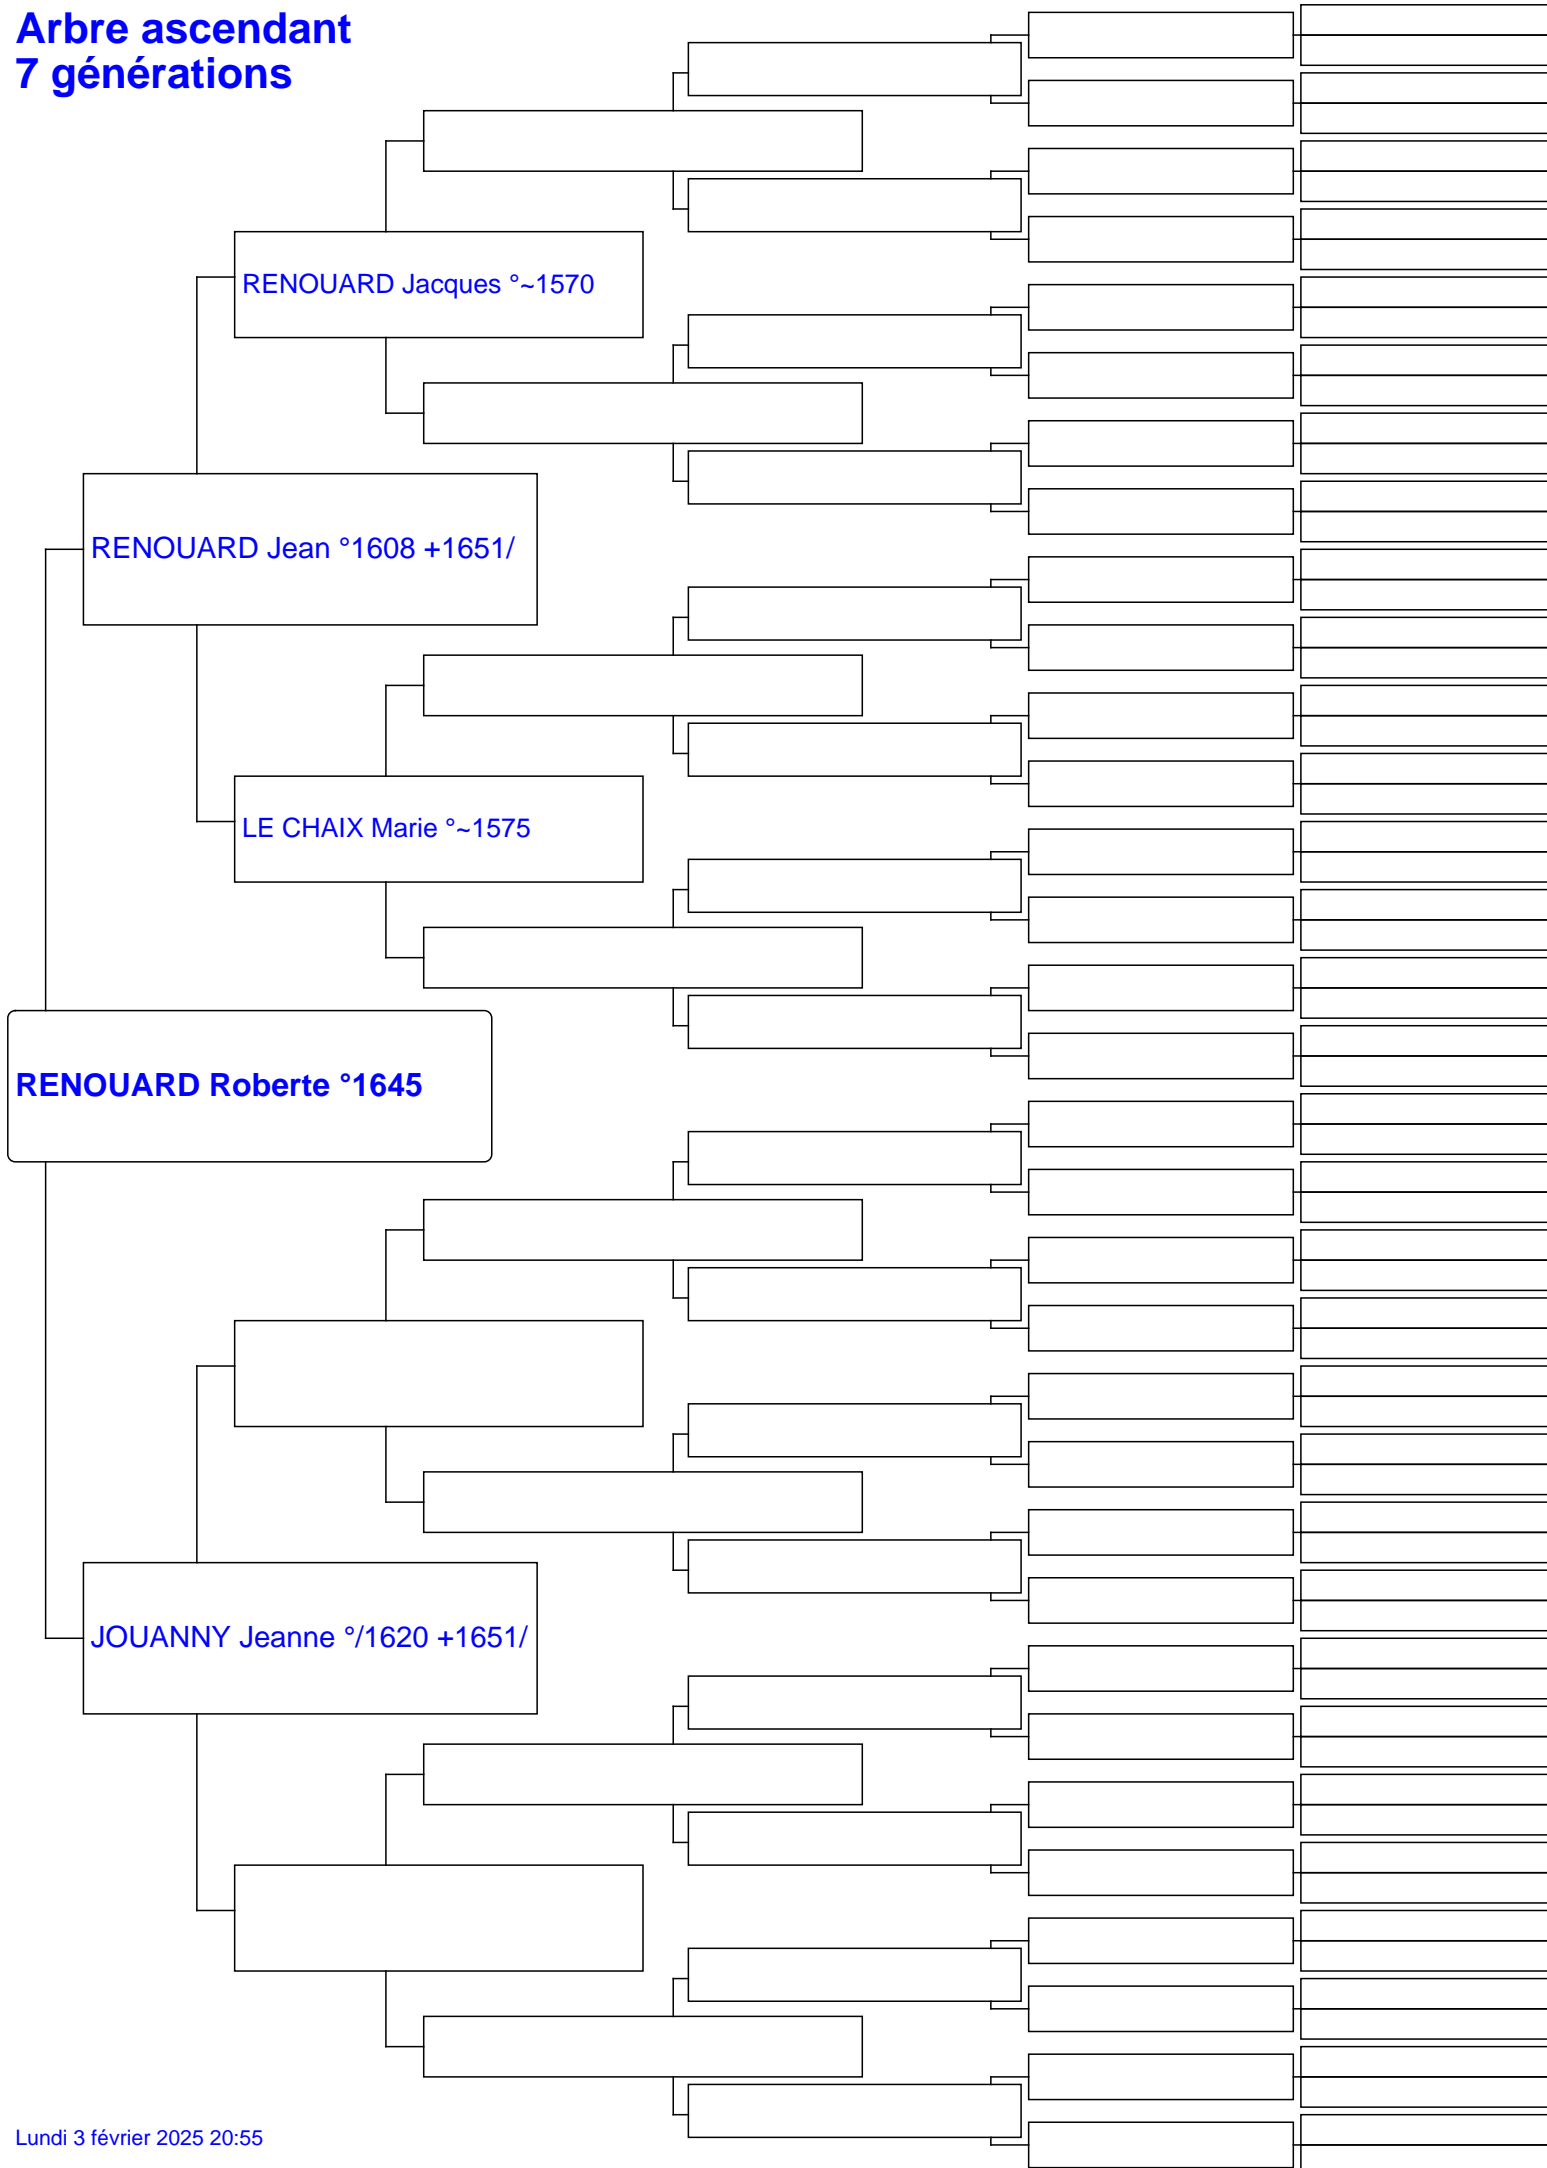 Arbre ascendant
7 générations
RENOUARD Jacques °~1570
RENOUARD Jean °1608 +1651/
LE CHAIX Marie °~1575
RENOUARD Roberte °1645
JOUANNY Jeanne °/1620 +1651/
Lundi 3 février 2025 20:55